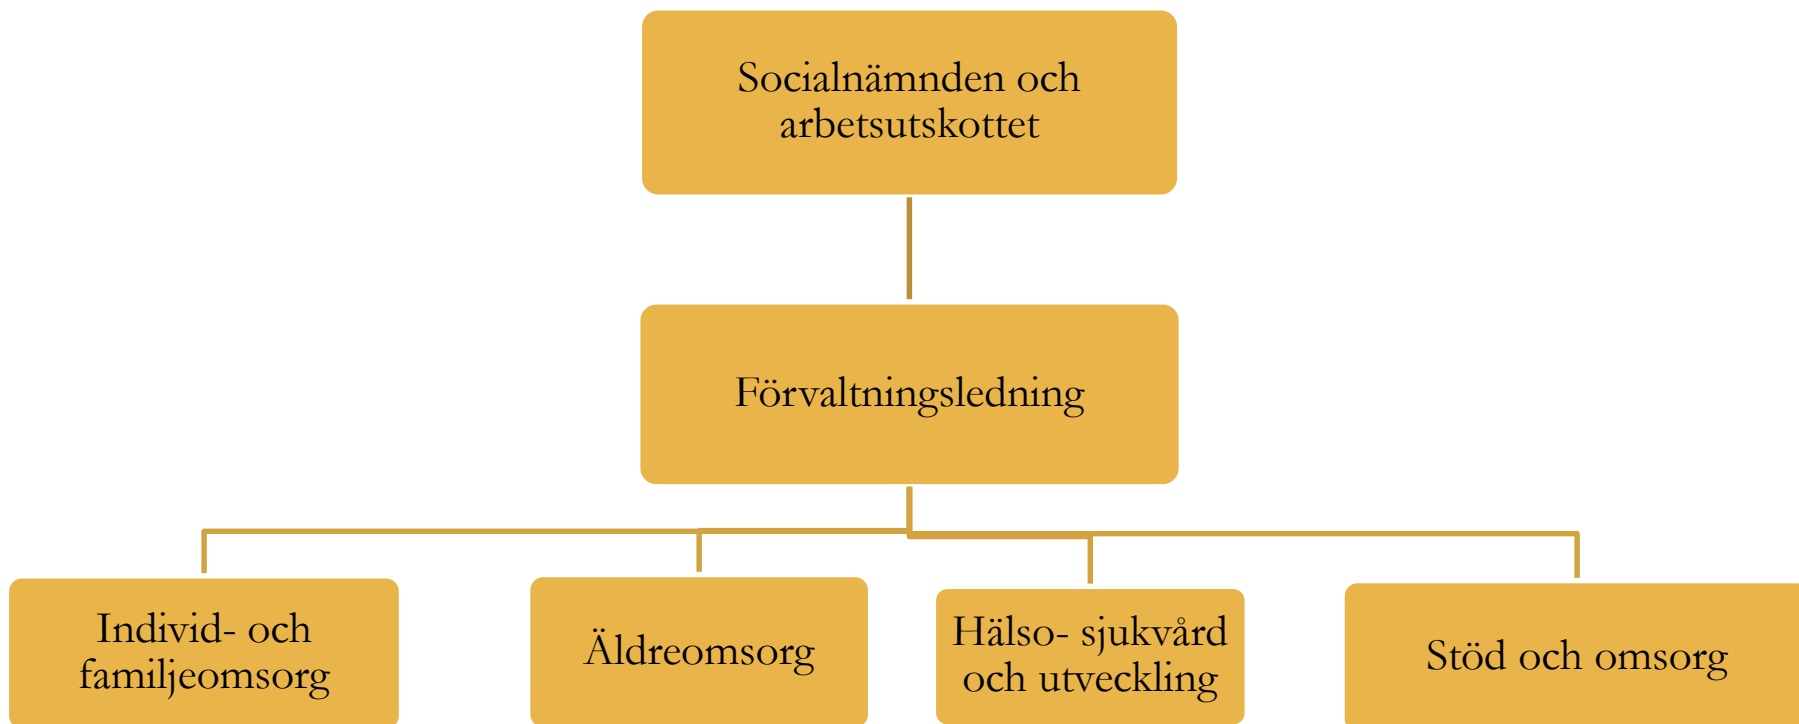 Socialnämnden och
arbetsutskottet
Förvaltningsledning
Individ- och
familjeomsorg
Äldreomsorg
Hälso- sjukvård
och utveckling
Stöd och omsorg